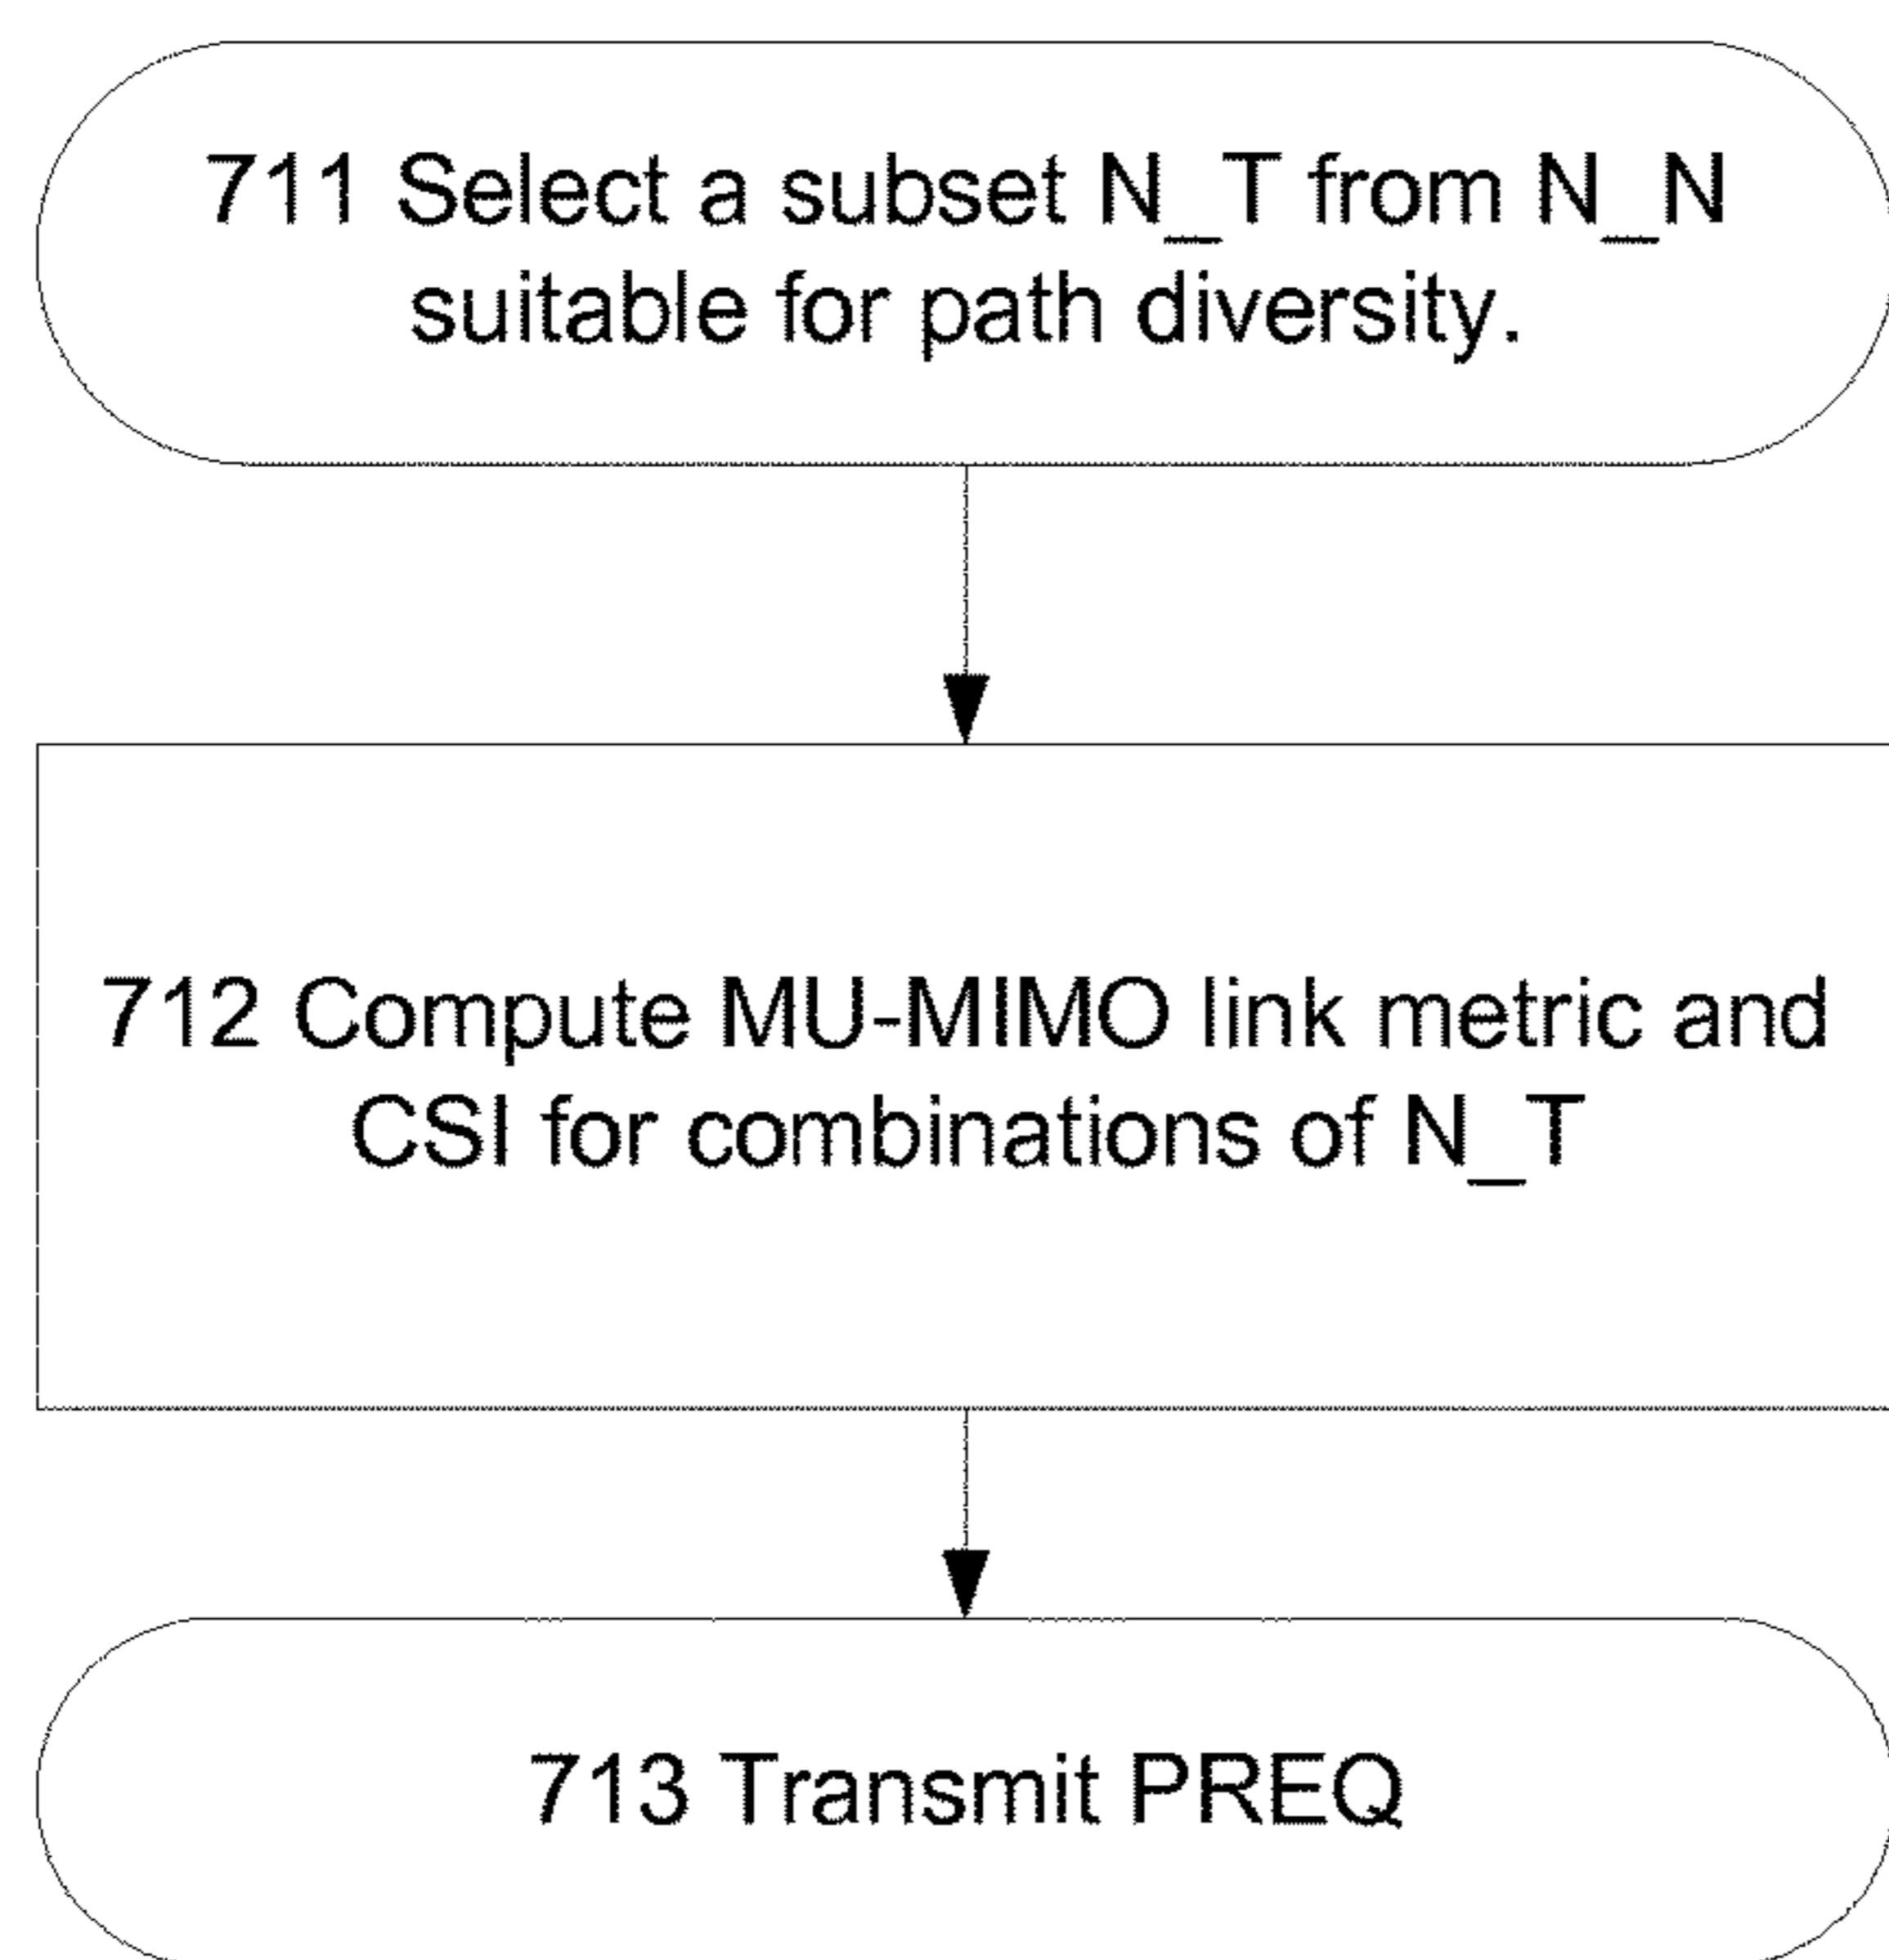 711 Select a subset N_T from N_N
suitable for path diversity.
712 Compute MU-MIMO link metric and
CSI for combinations of N_T
713 Transmit PREQ